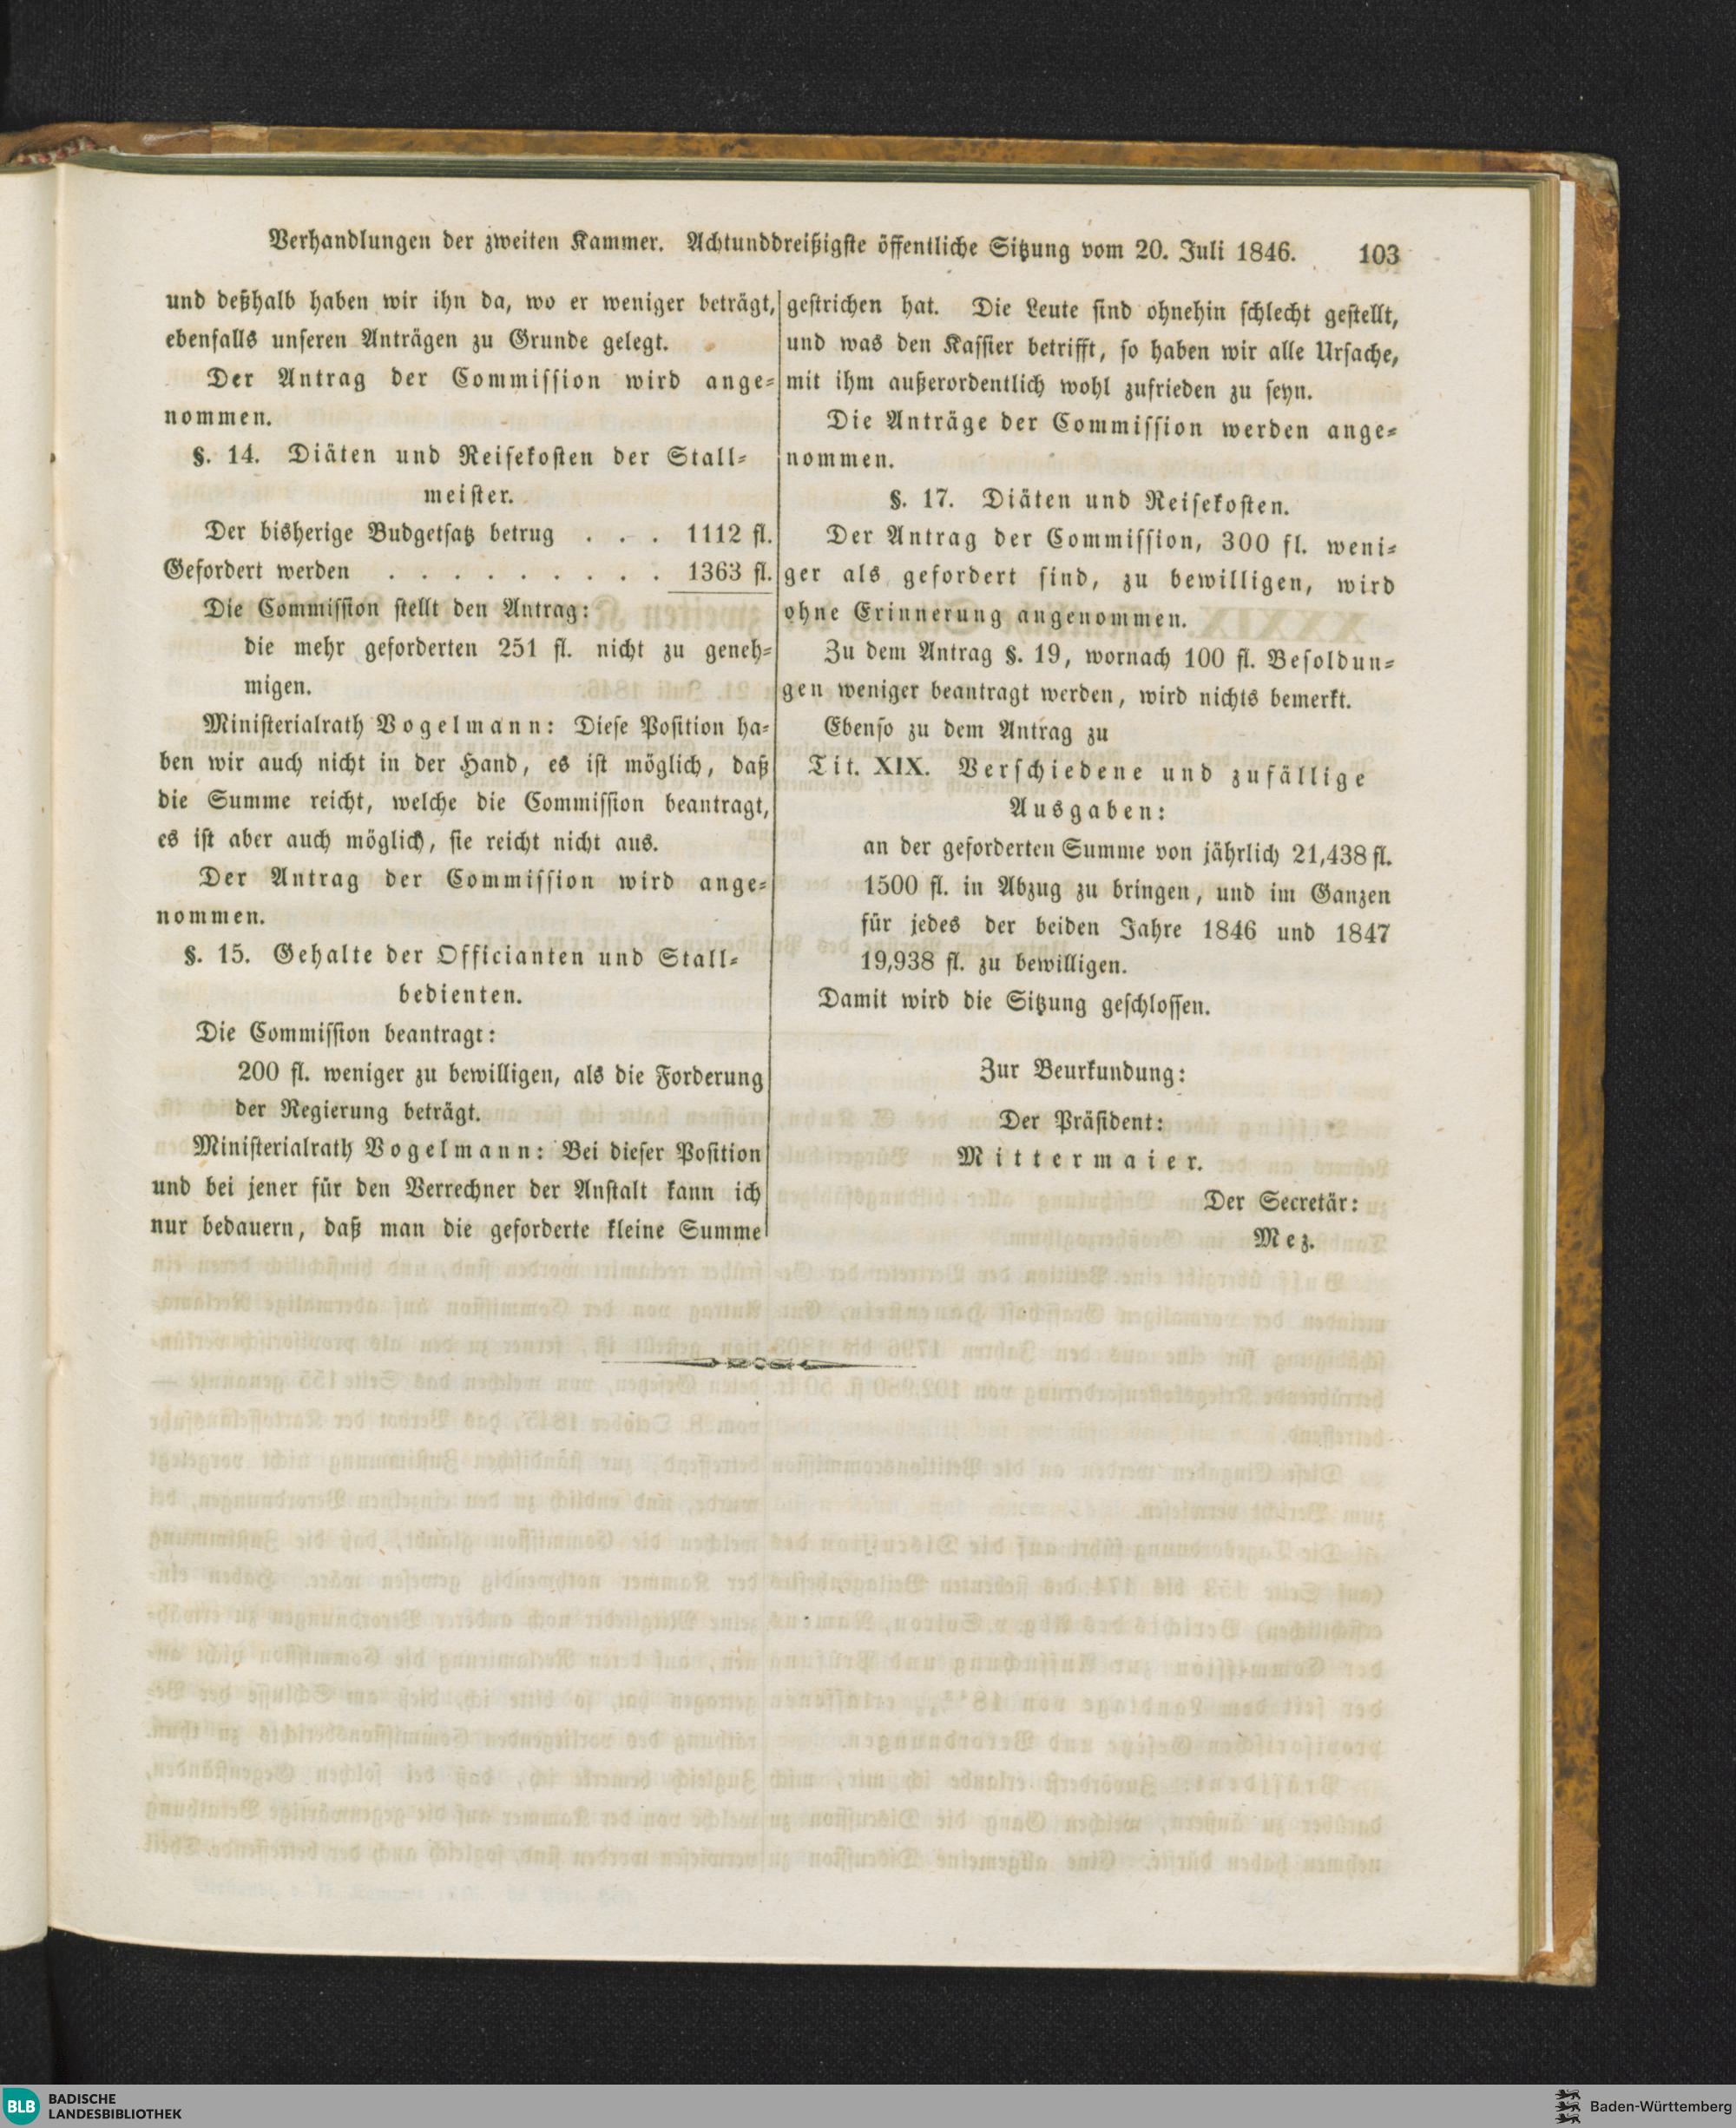 Verhandlungen der zweiten Kammer. Achtunddreißigste öffentliche Sitzung vom 20. Juli 1846. 103
und deßhalb haben wir ihn da, wo er weniger beträgt,
ebenfalls unseren Anträgen zu Grunde gelegt.
Der Antrag der Commission wird ange-
nommen.
§. 14. Diäten und Reisekosten der Stall-
meister.
Der bisherige Budgetsatz betrug . . . 1112 fl.
Gefordert werden . . . . . . . . . 1363 fl.
Die Commission stellt den Antrag:
die mehr geforderten 251 fl. nicht zu geneh-
migen.
Ministerialrath Vogelmann: Diese Position ha-
ben wir auch nicht in der Hand, es ist möglich, daß
die Summe reicht, welche die Commission beantragt,
es ist aber auch möglich, sie reicht nicht aus.
Der Antrag der Commission wird ange-
nommen.
§. 15. Gehalte der Officianten und Stall-
bedienten.
Die Commission beantragt:
200 fl. weniger zu bewilligen, als die Forderung
der Regierung beträgt.
Ministerialrath Vogelmann: Bei dieser Position
und bei jener für den Verrechner der Anstalt kann ich
nur bedauern, daß man die geforderte kleine Summe
gestrichen hat. Die Leute sind ohnehin schlecht gestellt,
und was den Kassier betrifft, so haben wir alle Ursache,
mit ihm außerordentlich wohl zufrieden zu seyn.
Die Anträge der Commission werden ange-
nommen.
§. 17. Diäten und Reisekosten.
Der Antrag der Commission, 300 fl. weni-
ger als gefordert sind, zu bewilligen, wird
ohne Erinnerung angenommen.
Zu dem Antrag §. 19, wornach 100 fl. Besoldun-
gen weniger beantragt werden, wird nichts bemerkt.
Ebenso zu dem Antrag zu
Tit. XIX. Verschiedene und zufällige
Ausgaben:
an der geforderten Summe von jährlich 21,438 fl.
1500 fl. in Abzug zu bringen, und im Ganzen
für jedes der beiden Jahre 1846 und 1847
19,938 fl. zu bewilligen.
Damit wird die Sitzung geschlossen.
Zur Beurkundung:
Der Präsident:
Mittermaier.
Der Secretär:
Mez.
BLB BADISCHE
LANDESBIBLIOTHEK
Baden-Württemberg